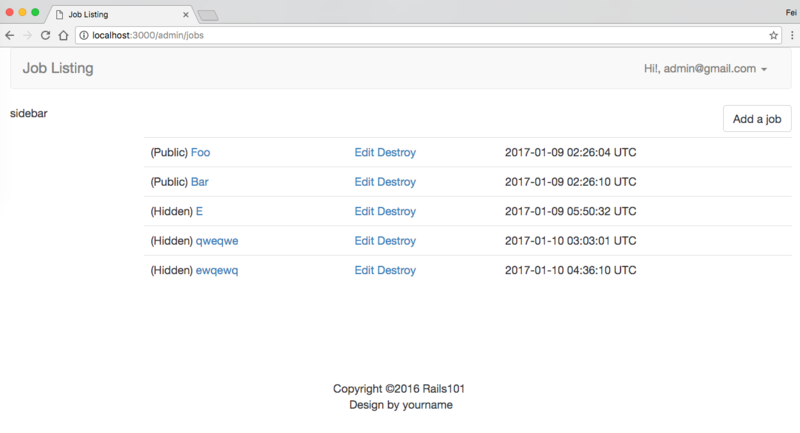 Job Listing
Fei
localhost:3000/admin/jobs
Job Listing
Hi!, admin@gmail.com
sidebar
Add a job
(Public) Foo Edit Destroy 2017-01-09 02:26:04 UTC
(Public) Bar Edit Destroy 2017-01-09 02:26:10 UTC
(Hidden) E Edit Destroy 2017-01-09 05:50:32 UTC
(Hidden) qweqwe Edit Destroy 2017-01-10 03:03:01 UTC
(Hidden) ewqewq Edit Destroy 2017-01-10 04:36:10 UTC
Copyright ©2016 Rails101
Design by yourname